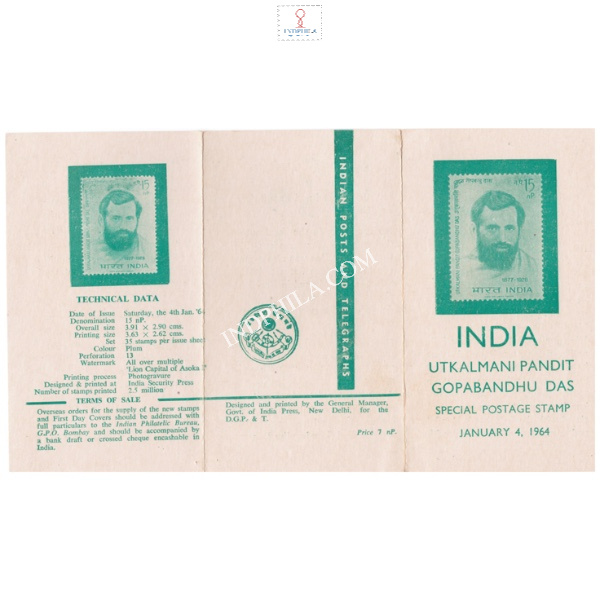 INDIPHILA
15
nP.
भारत INDIA
TECHNICAL DATA
Date of Issue Saturday, the 4th Jan. '6
Denomination 15 nP.
Overall size 3.91 × 2.90 cms.
Printing size 3.63 × 2.62 cms.
Set 35 stamps per issue sheet
Colour Plum
Perforation 13
Watermark All over multiple
'Lion Capital of Asoka'
Printing process Photogravure
Designed & printed at India Security Press
Number of stamps printed 2.5 million
TERMS OF SALE
Overseas orders for the supply of the new stamps
and First Day Covers should be addressed with
full particulars to the Indian Philatelic Bureau,
G.P.O. Bombay and should be accompanied by
a bank draft or crossed cheque encashable in
India.
INDIAN POSTS AND TELEGRAPHS
INDIPHILA.COM
Designed and printed by the General Manager,
Govt. of India Press, New Delhi, for the
D.G.P. & T.
Price 7 nP.
15
nP.
भारत INDIA
INDIA
UTKALMANI PANDIT
GOPABANDHU DAS
SPECIAL POSTAGE STAMP
JANUARY 4, 1964